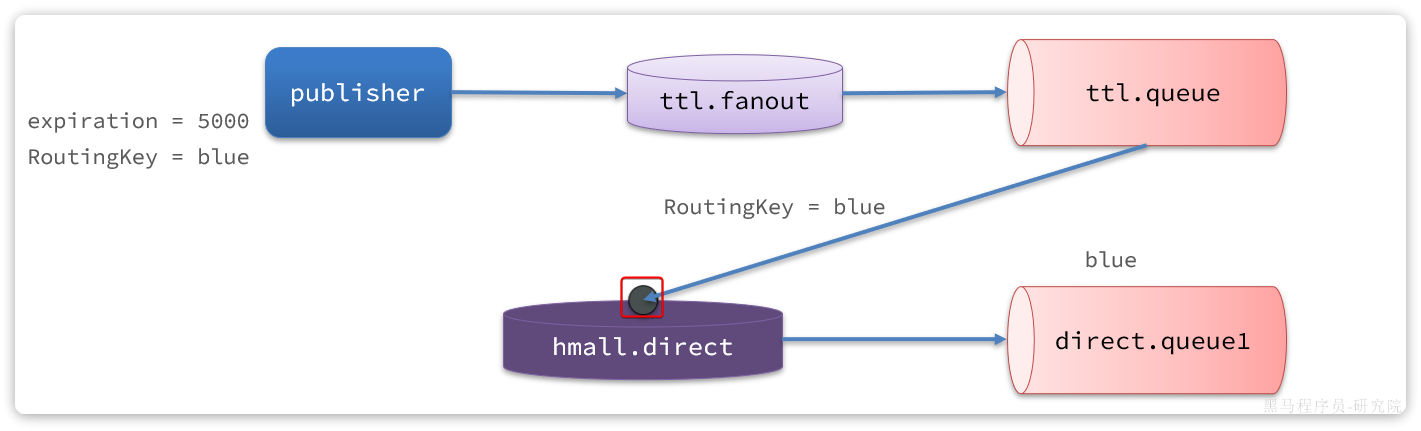 publisher
ttl.fanout
ttl.queue
expiration = 5000
RoutingKey = blue
RoutingKey = blue
blue
hmall.direct
direct.queue1
黑马程序员-研究院